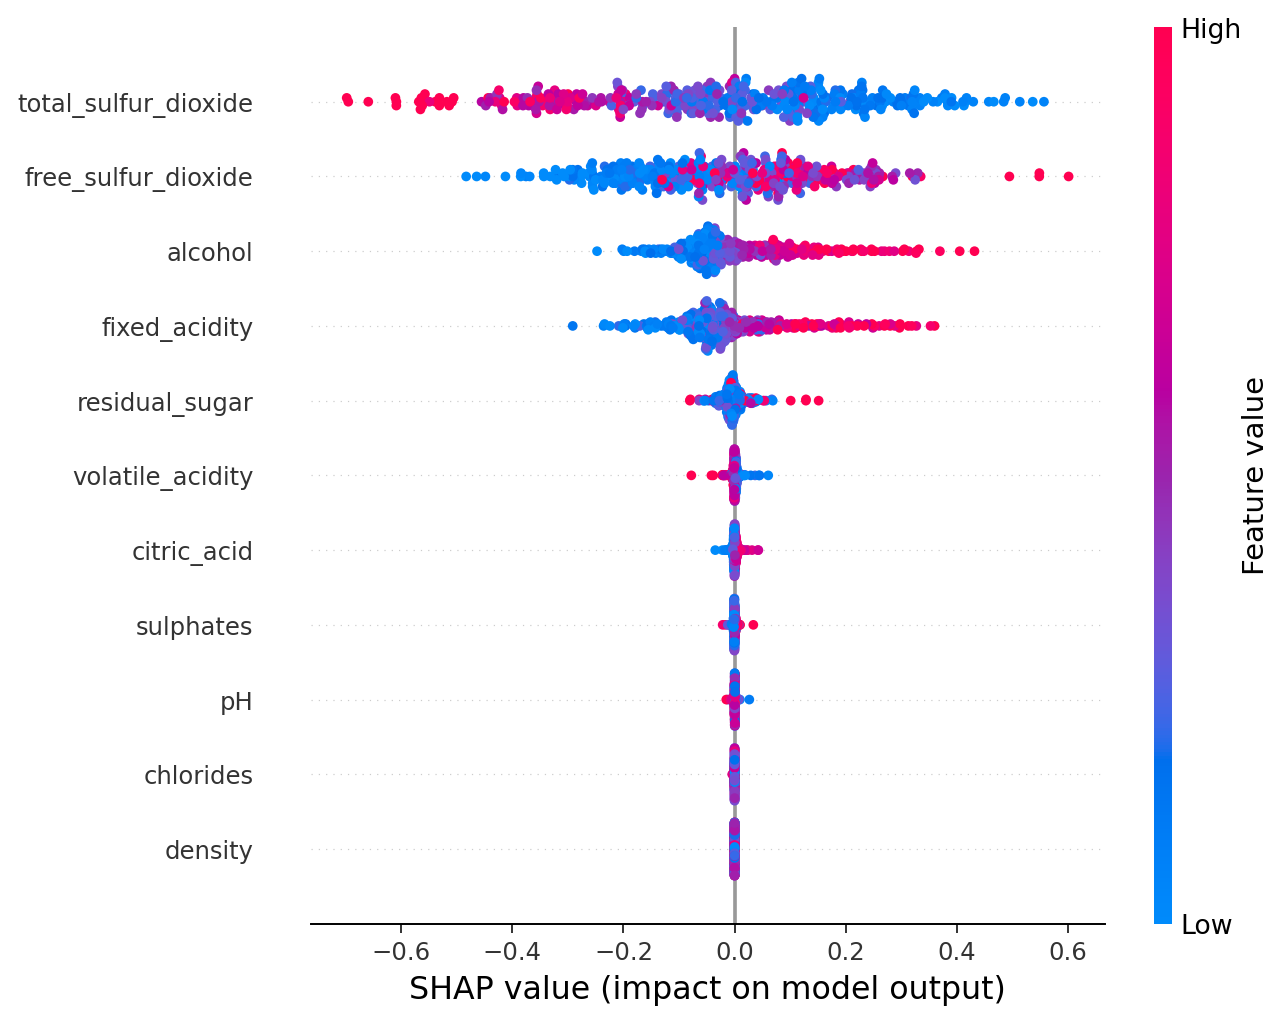 High
total_sulfur_dioxide
free_sulfur_dioxide
alcohol
fixed_acidity
residual_sugar
volatile_acidity
citric_acid
sulphates
pH
chlorides
density
Feature value
Low
−0.6 −0.4 −0.2 0.0 0.2 0.4 0.6
SHAP value (impact on model output)